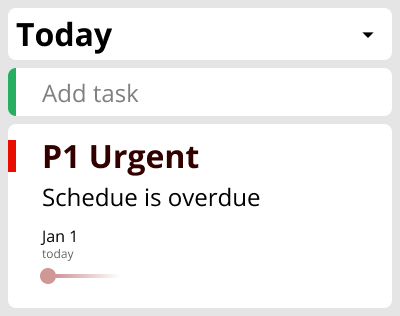 Today
Add task
P1 Urgent
Schedue is overdue
Jan 1
today